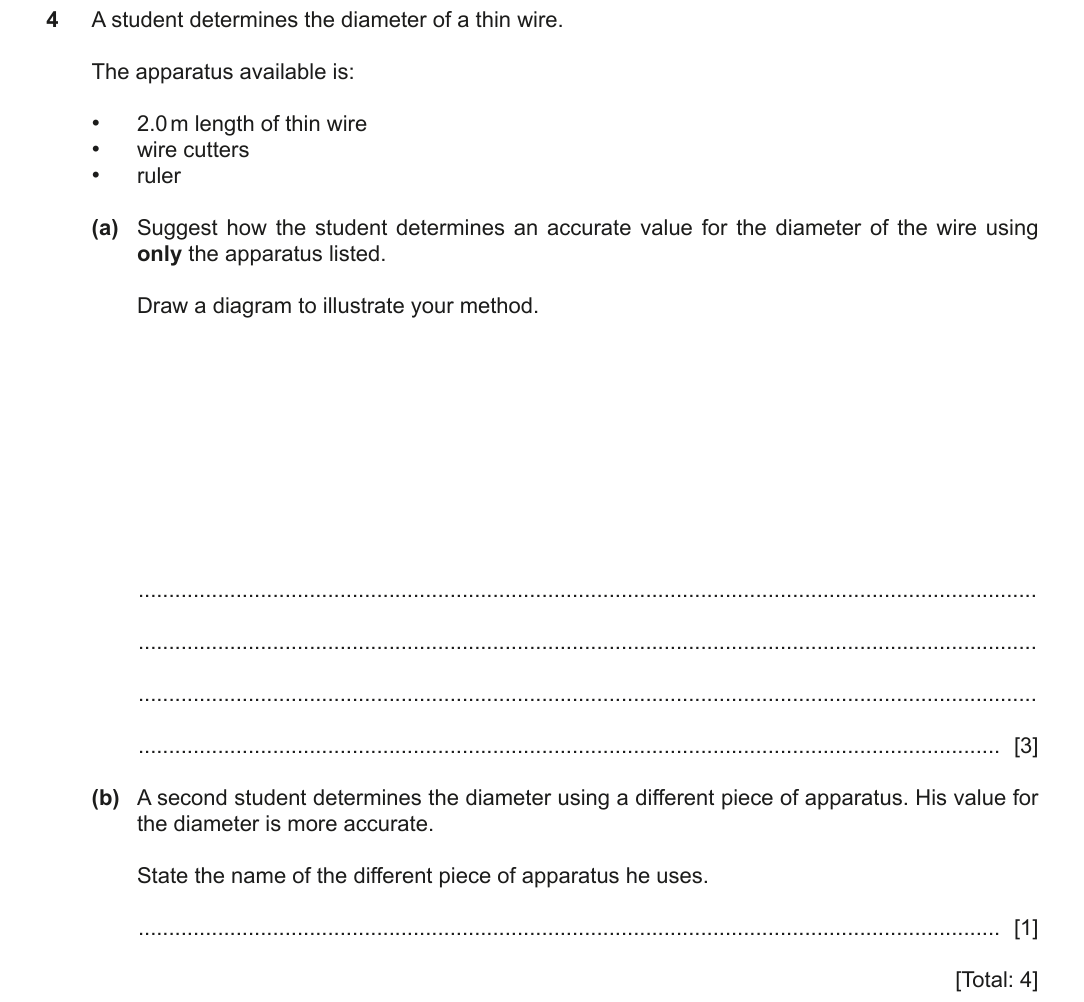 4 A student determines the diameter of a thin wire.
The apparatus available is:
• 2.0 m length of thin wire
• wire cutters
• ruler
(a) Suggest how the student determines an accurate value for the diameter of the wire using
only the apparatus listed.
Draw a diagram to illustrate your method.
[3]
(b) A second student determines the diameter using a different piece of apparatus. His value for
the diameter is more accurate.
State the name of the different piece of apparatus he uses.
[1]
[Total: 4]